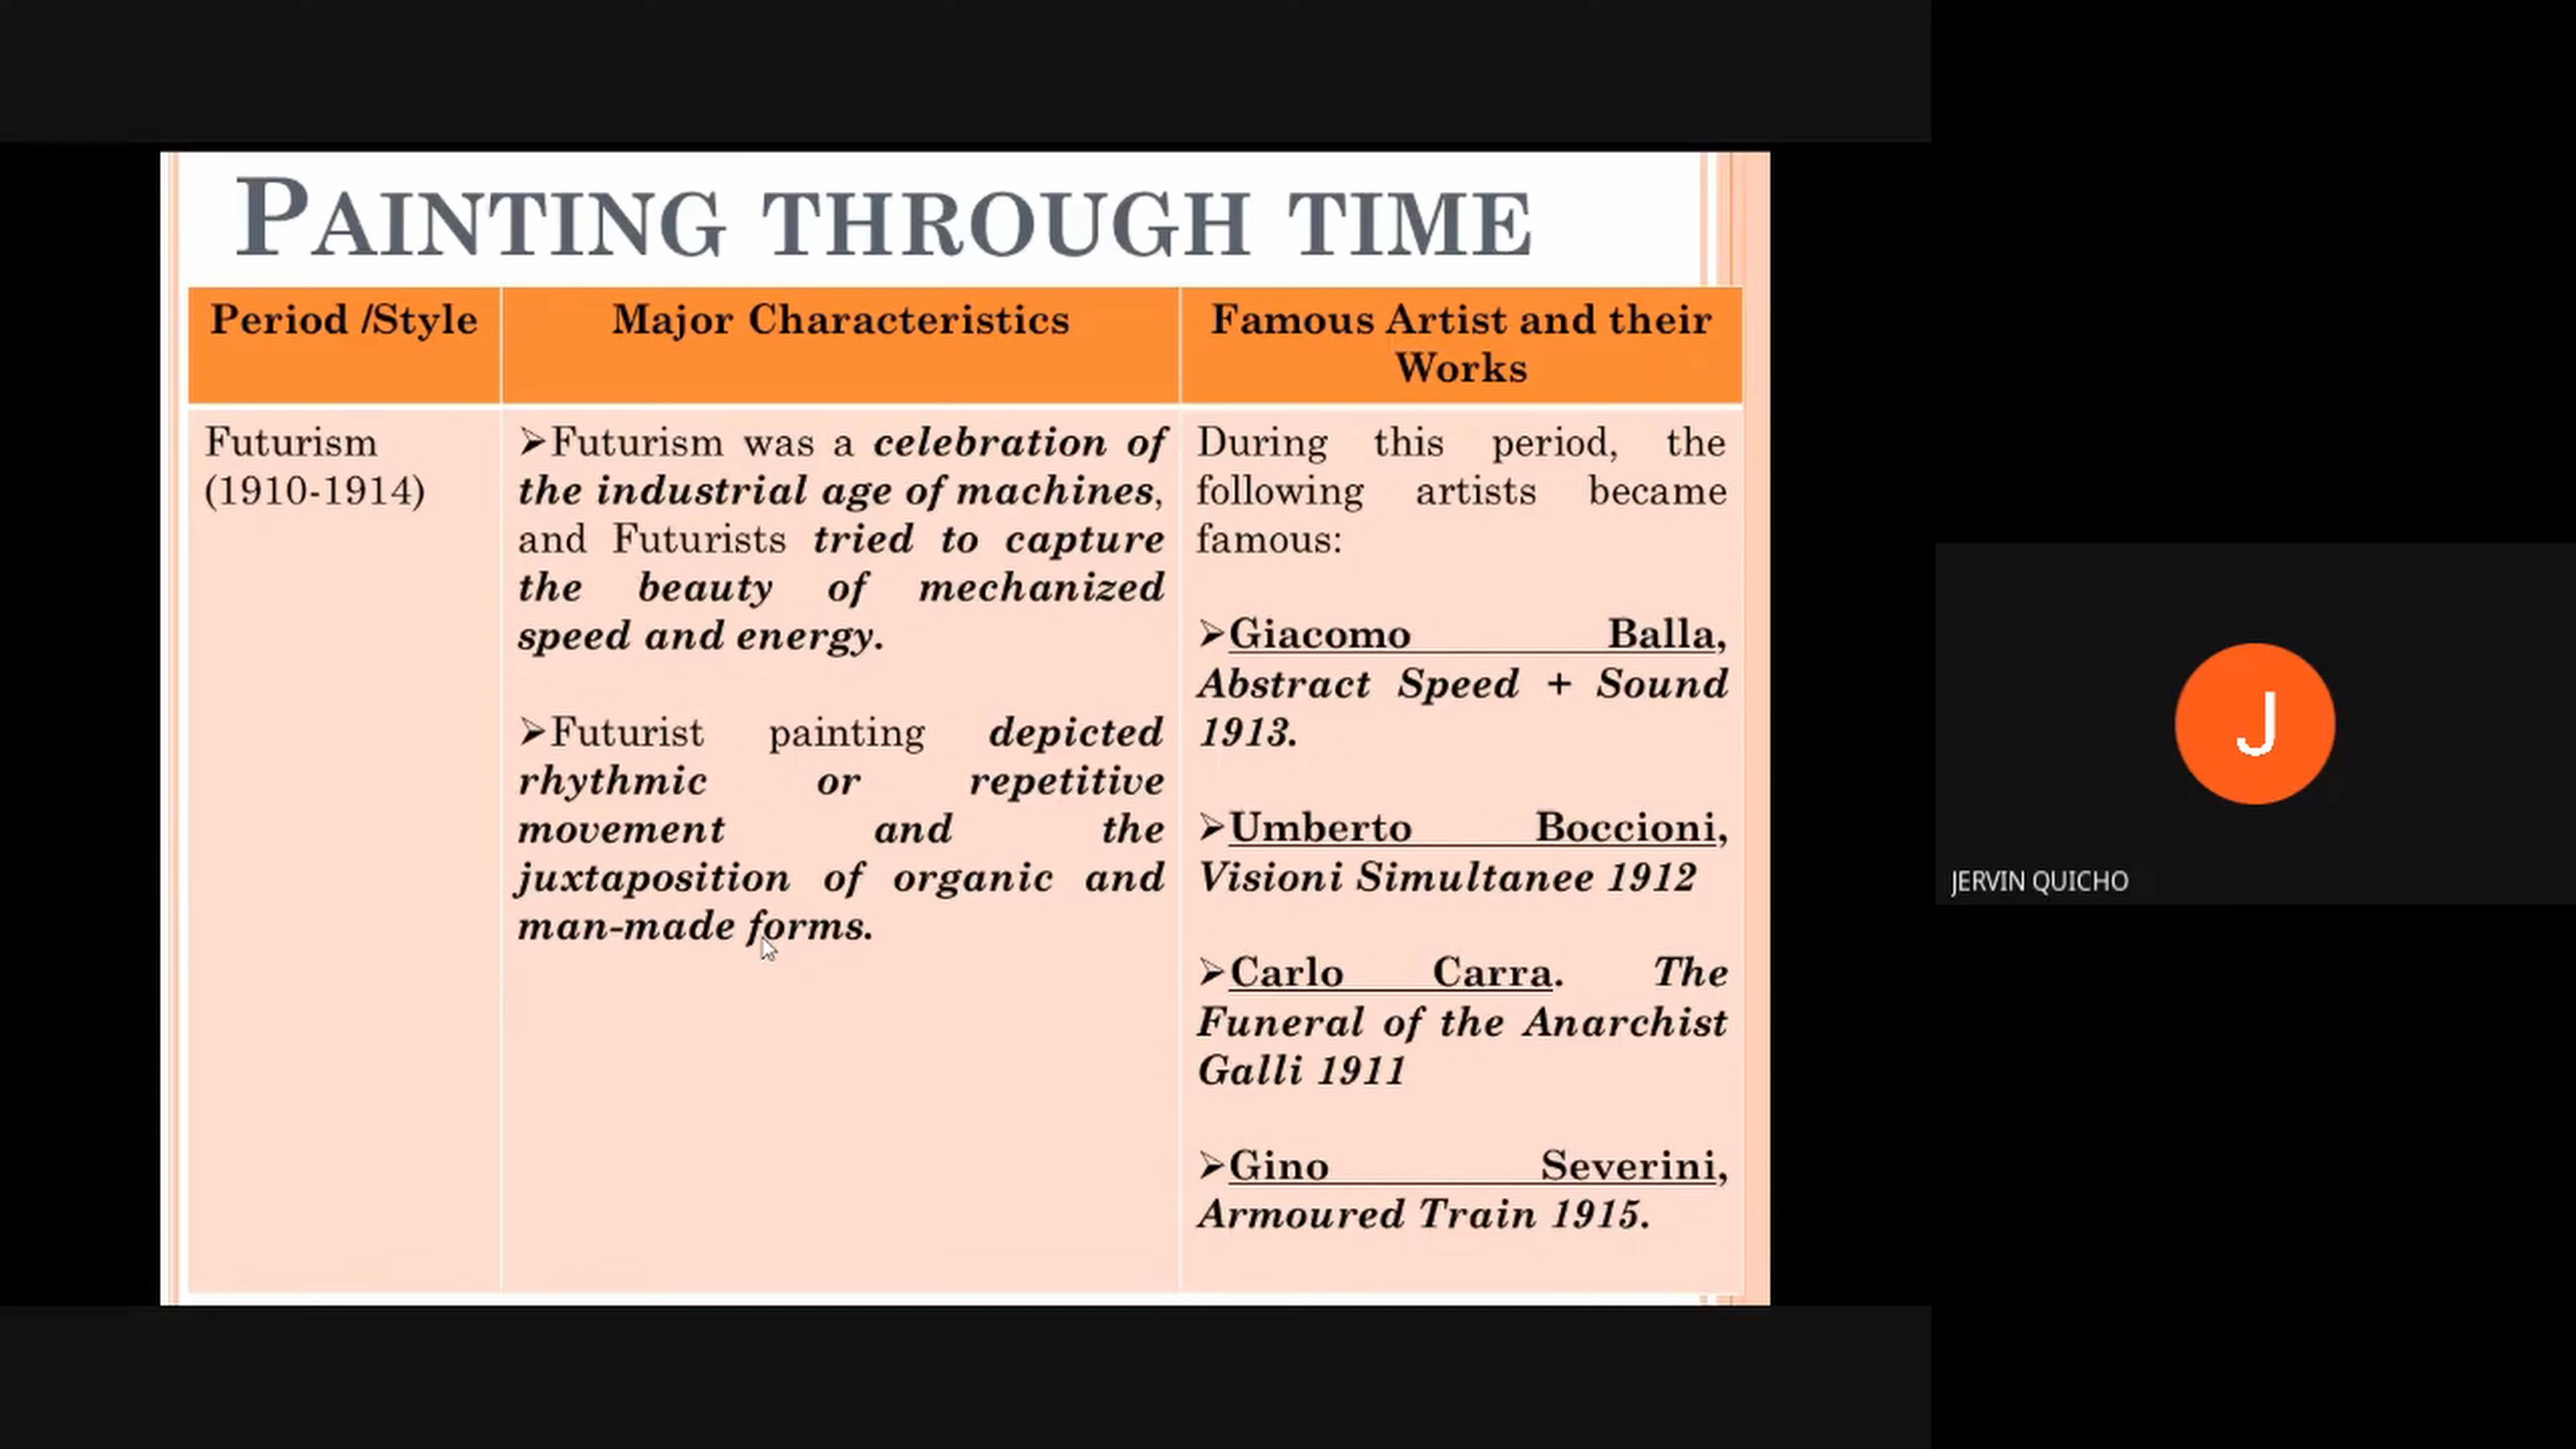 PAINTING THROUGH TIME
Period /Style
Major Characteristics
Famous Artist and their
Works
Futurism
(1910-1914)
➢Futurism was a celebration of
the industrial age of machines,
and Futurists tried to capture
the beauty of mechanized
speed and energy.
➢Futurist painting depicted
rhythmic or repetitive
movement and the
juxtaposition of organic and
man-made forms.
During this period, the
following artists became
famous:
➢Giacomo Balla,
Abstract Speed + Sound
1913.
➢Umberto Boccioni,
Visioni Simultanee 1912
➢Carlo Carra. The
Funeral of the Anarchist
Galli 1911
➢Gino Severini,
Armoured Train 1915.
J
JERVIN QUICHO